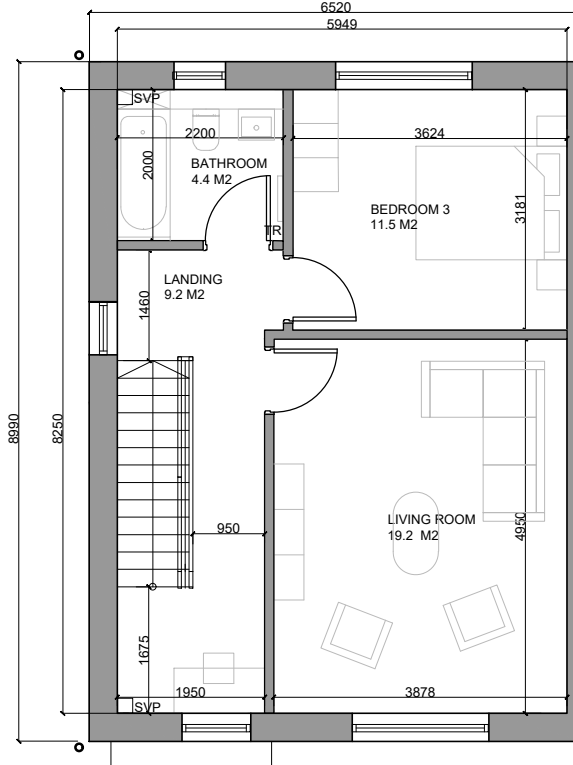 6520
5949
SVP
2200
3624
2000
BATHROOM
4.4 M2
BEDROOM 3
11.5 M2
3181
TR
LANDING
9.2 M2
1460
8990
8250
950
LIVING ROOM
19.2 M2
4950
1675
1950
3878
SVP